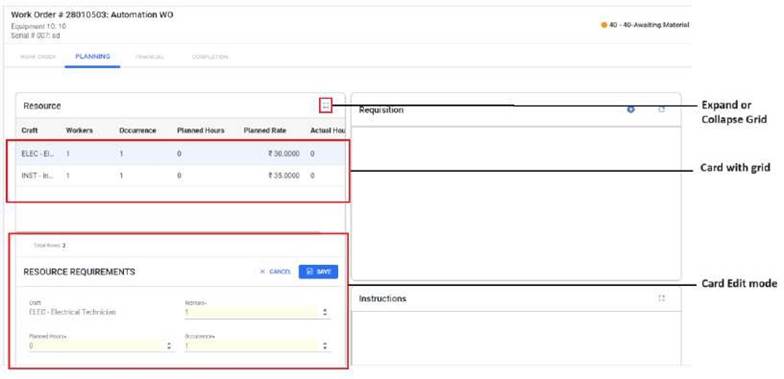 Work Order # 28010503: Automation WO
Equipment 10: 10
Serial # 007: sd
40 - 40-Awaiting Material
WORK ORDER PLANNING FINANCIAL COMPLETION
Resource
Requisition
Expand or
Collapse Grid
Craft Workers Occurrence Planned Hours Planned Rate Actual Hou
ELEC - El... 1 1 0 ₹ 30.0000 0
INST - In... 1 1 0 ₹ 35.0000 0
Card with grid
Total Rows: 2
RESOURCE REQUIREMENTS
CANCEL
SAVE
Card Edit mode
Instructions
Craft
ELEC - Electrical Technician
Workers*
1
Planned Hours*
0
Occurrence*
1